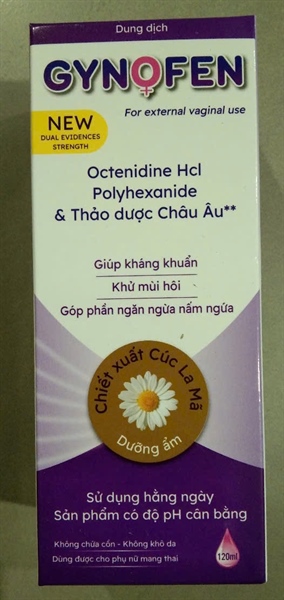 Dung dịch
GYNOFEN
For external vaginal use
NEW
DUAL EVIDENCES
STRENGTH
Octenidine Hcl
Polyhexanide
& Thảo dược Châu Âu**
Giúp kháng khuẩn
Khử mùi hôi
Góp phần ngăn ngừa nấm ngứa
Chiết xuất Cúc La Mã
Dưỡng ẩm
Sử dụng hằng ngày
Sản phẩm có độ pH cân bằng
Không chứa cồn - Không khô da
Dùng được cho phụ nữ mang thai
120ml